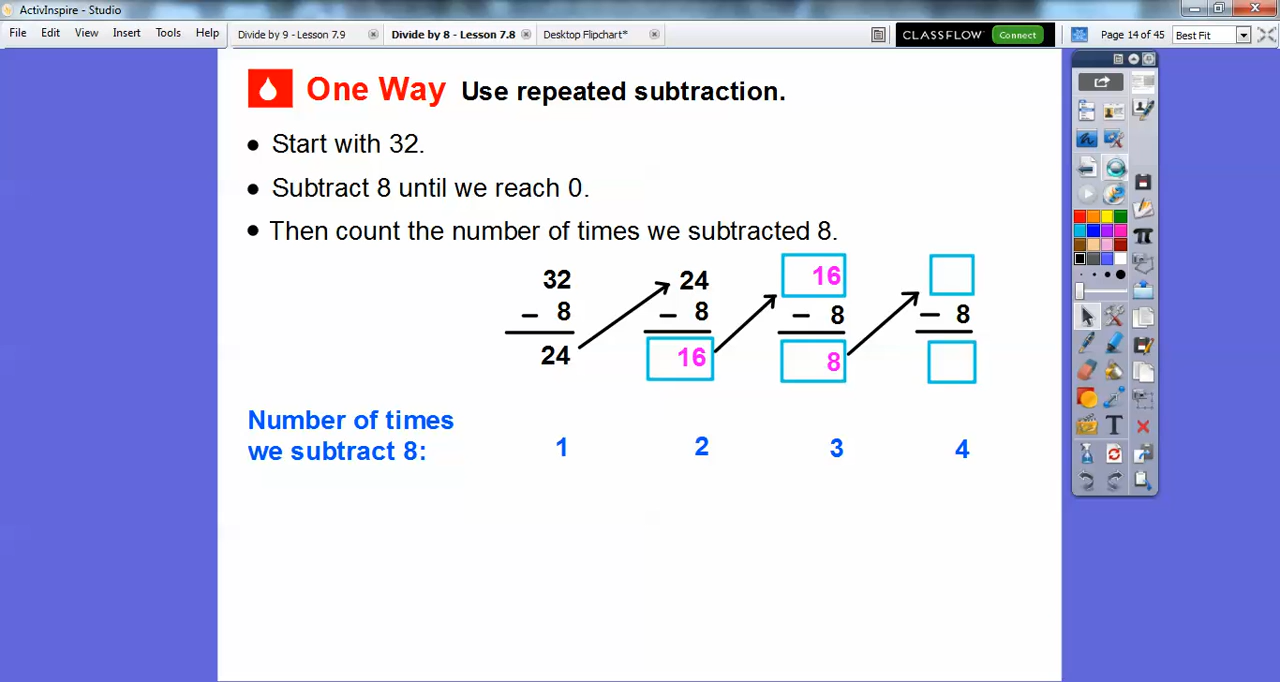 ActivInspire - Studio
File Edit View Insert Tools Help
Divide by 9 - Lesson 7.9
Divide by 8 - Lesson 7.8
Desktop Flipchart*
CLASSFLOW Connect
Page 14 of 45
Best Fit
One Way Use repeated subtraction.
• Start with 32.
• Subtract 8 until we reach 0.
• Then count the number of times we subtracted 8.
32 24 16
− 8 − 8 − 8 − 8
24 16 8
Number of times
we subtract 8: 1 2 3 4